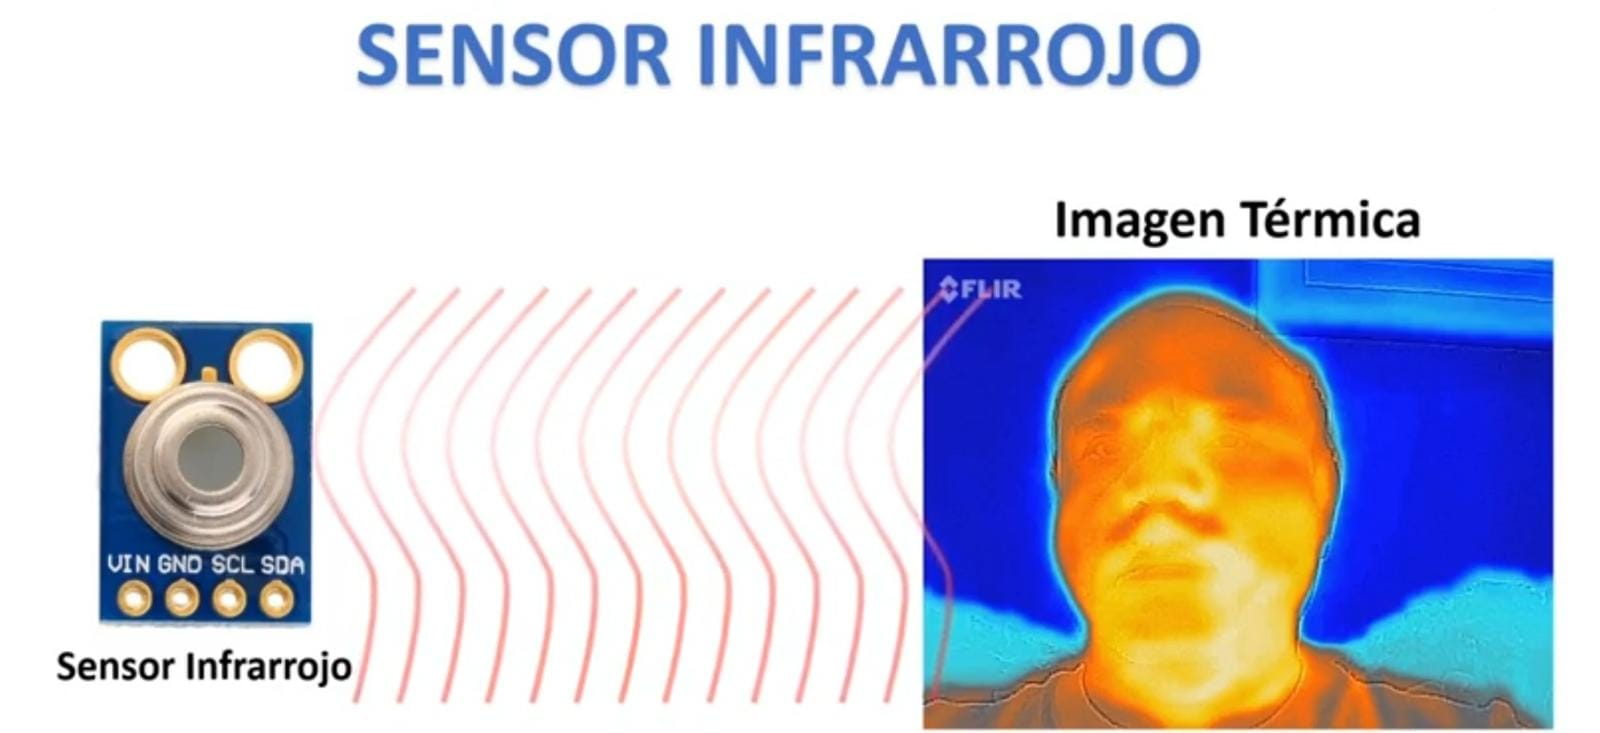 SENSOR INFRARROJO
Imagen Térmica
FLIR
VIN GND SCL SDA
Sensor Infrarrojo